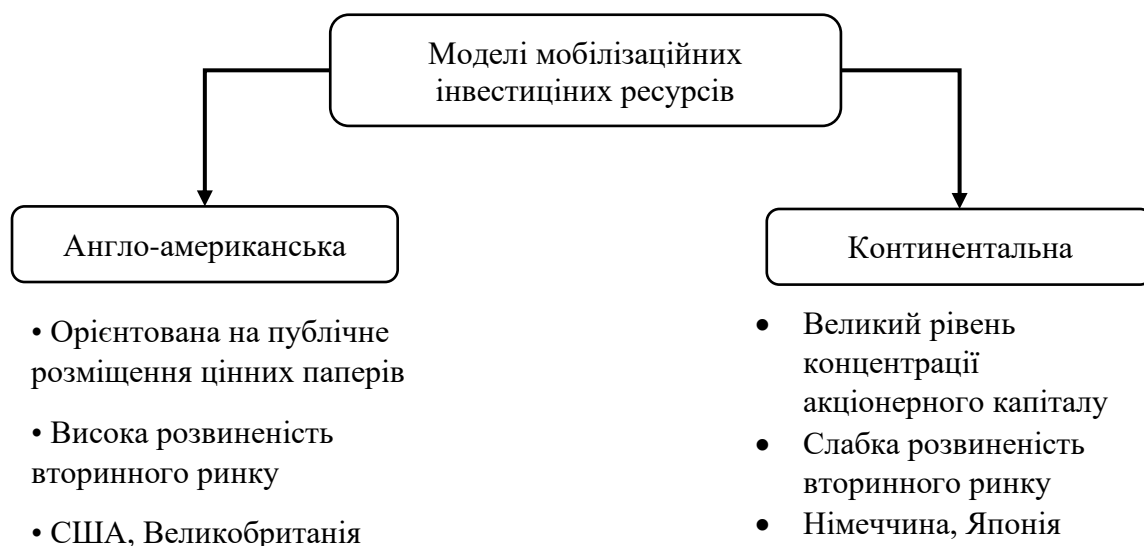 Моделі мобілізаційних
інвестиціних ресурсів
Англо-американська
• Орієнтована на публічне
розміщення цінних паперів
• Висока розвиненість
вторинного ринку
• США, Великобританія
Континентальна
• Великий рівень
концентрації
акціонерного капіталу
• Слабка розвиненість
вторинного ринку
• Німеччина, Японія